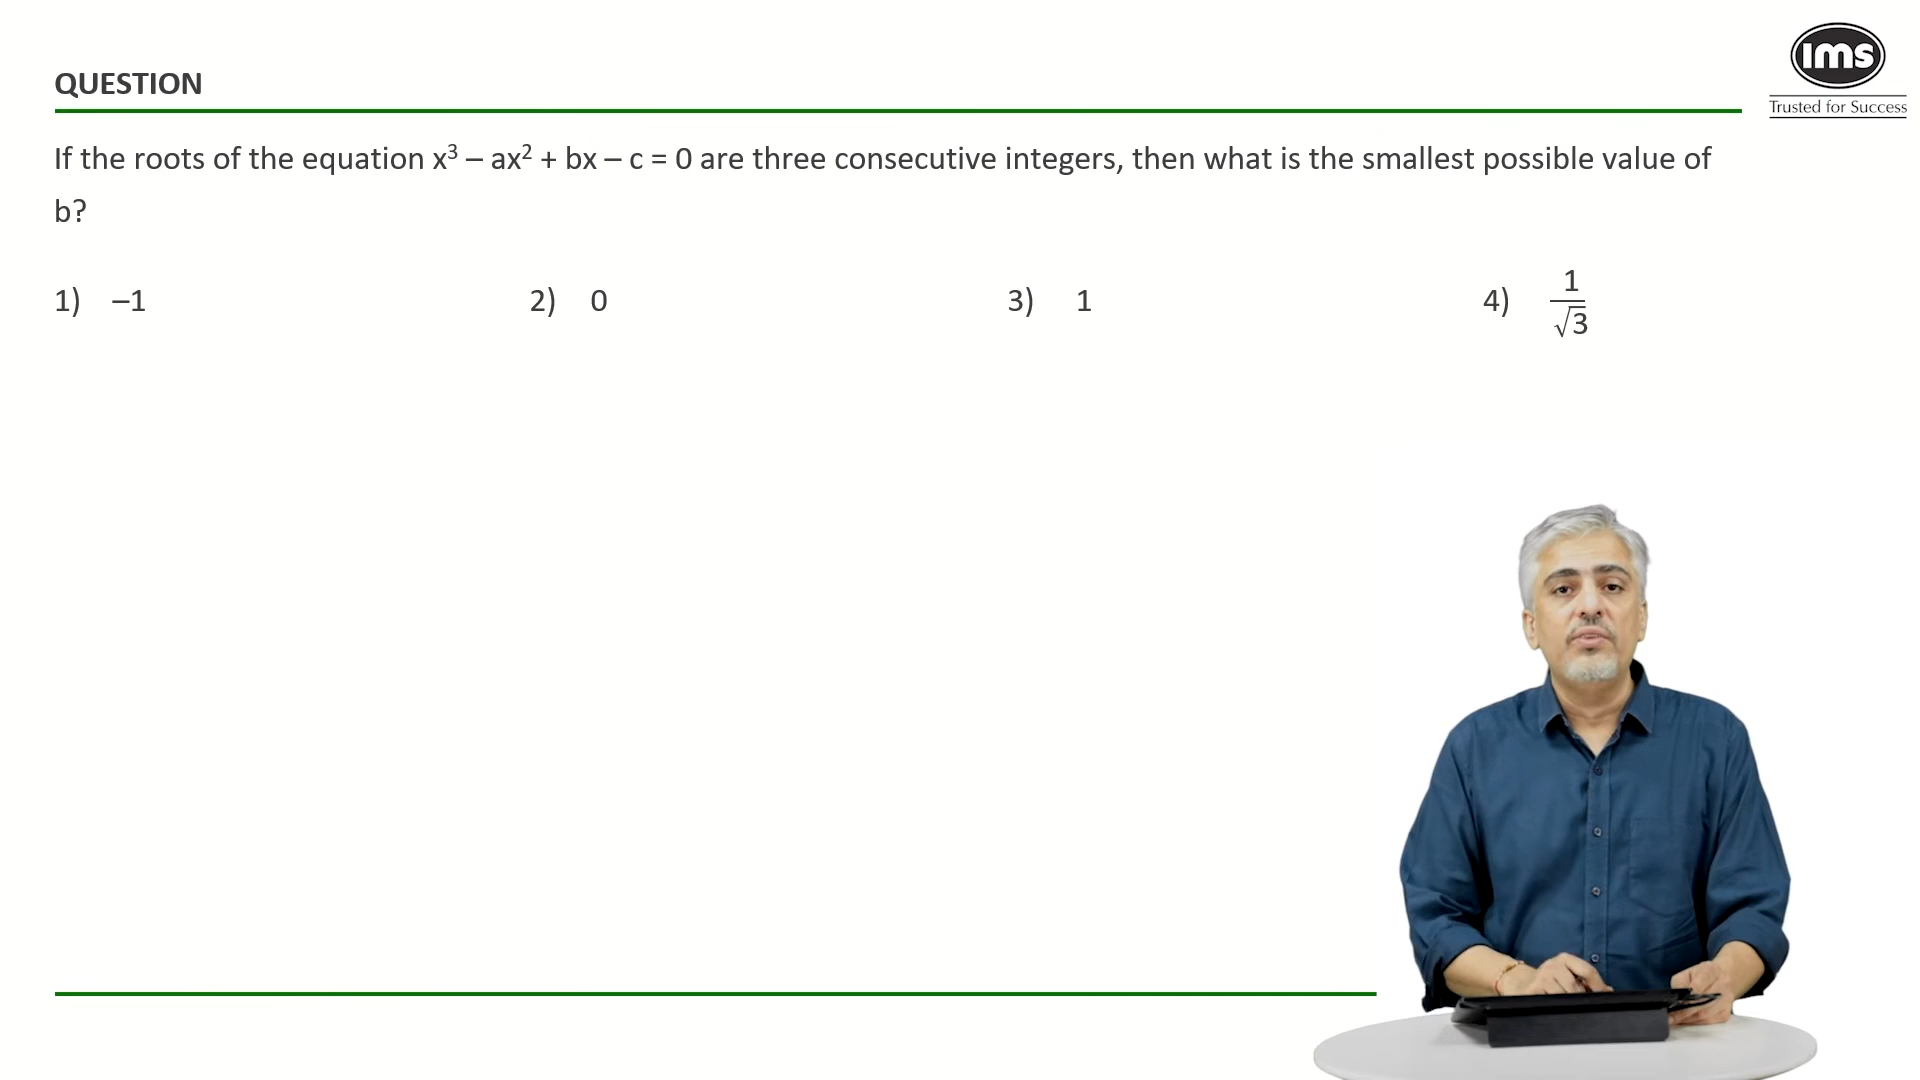 ims
Trusted for Success
QUESTION
If the roots of the equation x³ – ax² + bx – c = 0 are three consecutive integers, then what is the smallest possible value of
b?
1) –1 2) 0 3) 1 4) 1/√3